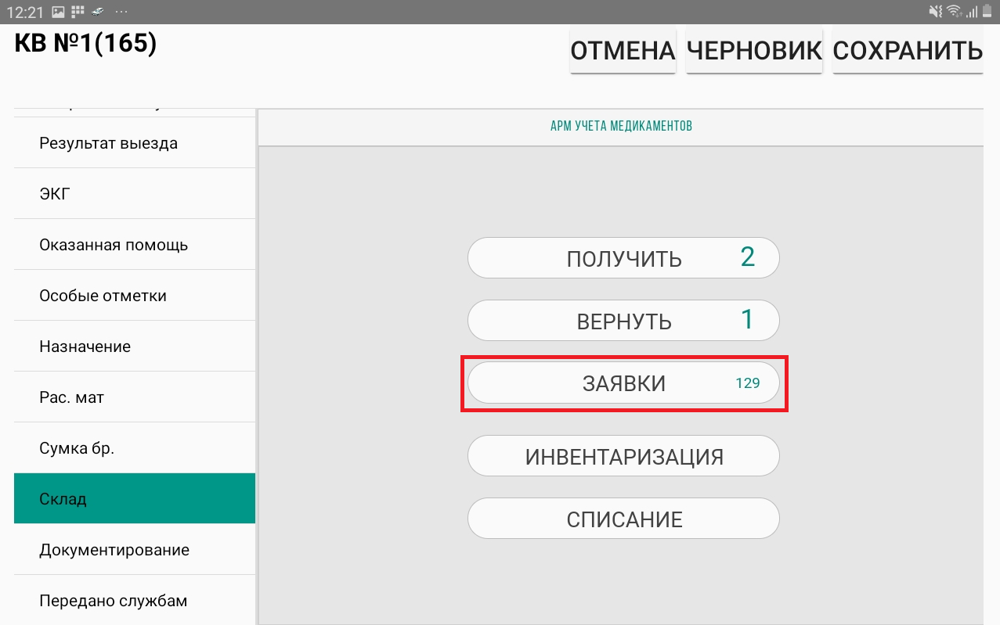 12:21
КВ №1(165)
ОТМЕНА ЧЕРНОВИК СОХРАНИТЬ
Результат выезда
ЭКГ
Оказанная помощь
Особые отметки
Назначение
Рас. мат
Сумка бр.
Склад
Документирование
Передано службам
АРМ УЧЕТА МЕДИКАМЕНТОВ
ПОЛУЧИТЬ 2
ВЕРНУТЬ 1
ЗАЯВКИ 129
ИНВЕНТАРИЗАЦИЯ
СПИСАНИЕ